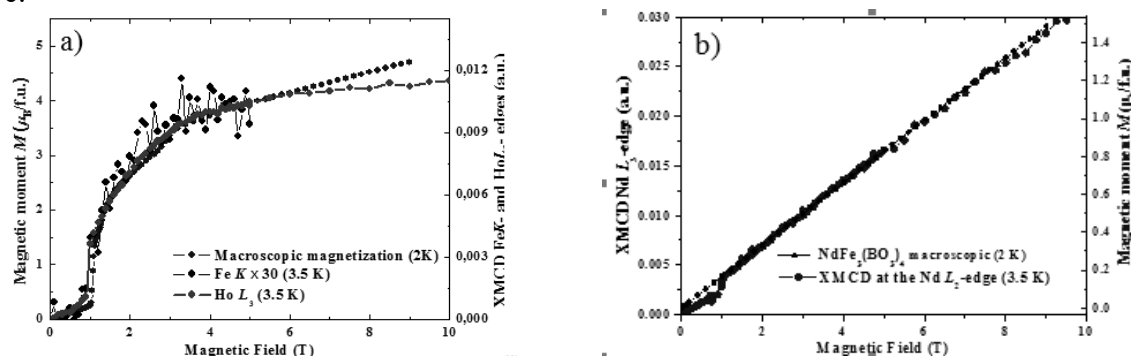 a)
5
4
3
2
1
0
Magnetic moment M (μB/f.u.)
0,012
0,009
0,006
0,003
0,000
XMCD FeK- and HoL3- edges (a.u.)
Macroscopic magnetization (2K)
Fe K × 30 (3.5 K)
Ho L3 (3.5 K)
0 2 4 6 8 10
Magnetic Field (T)
b)
0.030
0.025
0.020
0.015
0.010
0.005
0.000
XMCD Nd L -edge (a.u.)
1.4
1.2
1.0
0.8
0.6
0.4
0.2
0.0
Magnetic moment M (μB/f.u.)
NdFe3(BO3)4 macroscopic (2 K)
XMCD at the Nd L2-edge (3.5 K)
0 2 4 6 8 10
Magnetic Field (T)